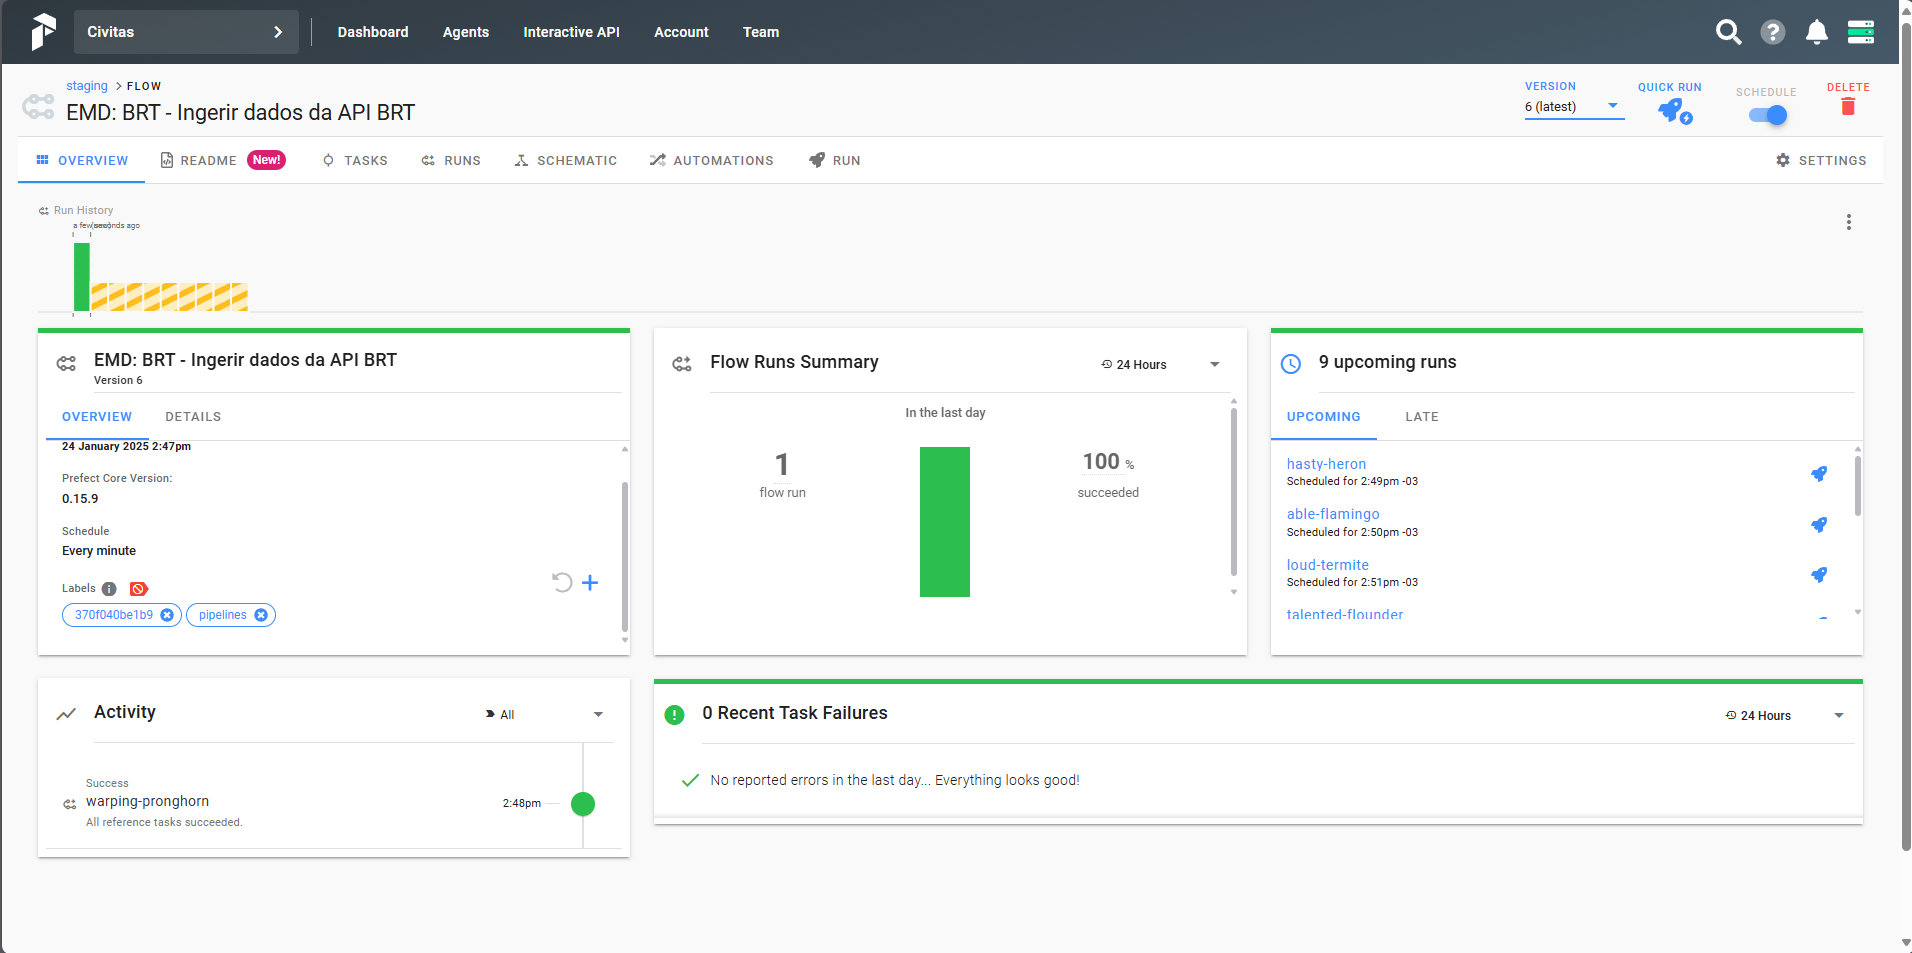 Civitas
Dashboard
Agents
Interactive API
Account
Team
staging > FLOW
EMD: BRT - Ingerir dados da API BRT
VERSION
6 (latest)
QUICK RUN
SCHEDULE
DELETE
OVERVIEW
README New!
TASKS
RUNS
SCHEMATIC
AUTOMATIONS
RUN
SETTINGS
Run History
a few seconds ago
EMD: BRT - Ingerir dados da API BRT
Version 6
OVERVIEW
DETAILS
24 January 2025 2:47pm
Prefect Core Version:
0.15.9
Schedule
Every minute
Labels
370f040be1b9
pipelines
Flow Runs Summary
24 Hours
In the last day
1
flow run
100 %
succeeded
9 upcoming runs
UPCOMING
LATE
hasty-heron
Scheduled for 2:49pm -03
able-flamingo
Scheduled for 2:50pm -03
loud-termite
Scheduled for 2:51pm -03
talented-flounder
Activity
All
Success
warping-pronghorn
All reference tasks succeeded.
2:48pm
0 Recent Task Failures
24 Hours
No reported errors in the last day... Everything looks good!